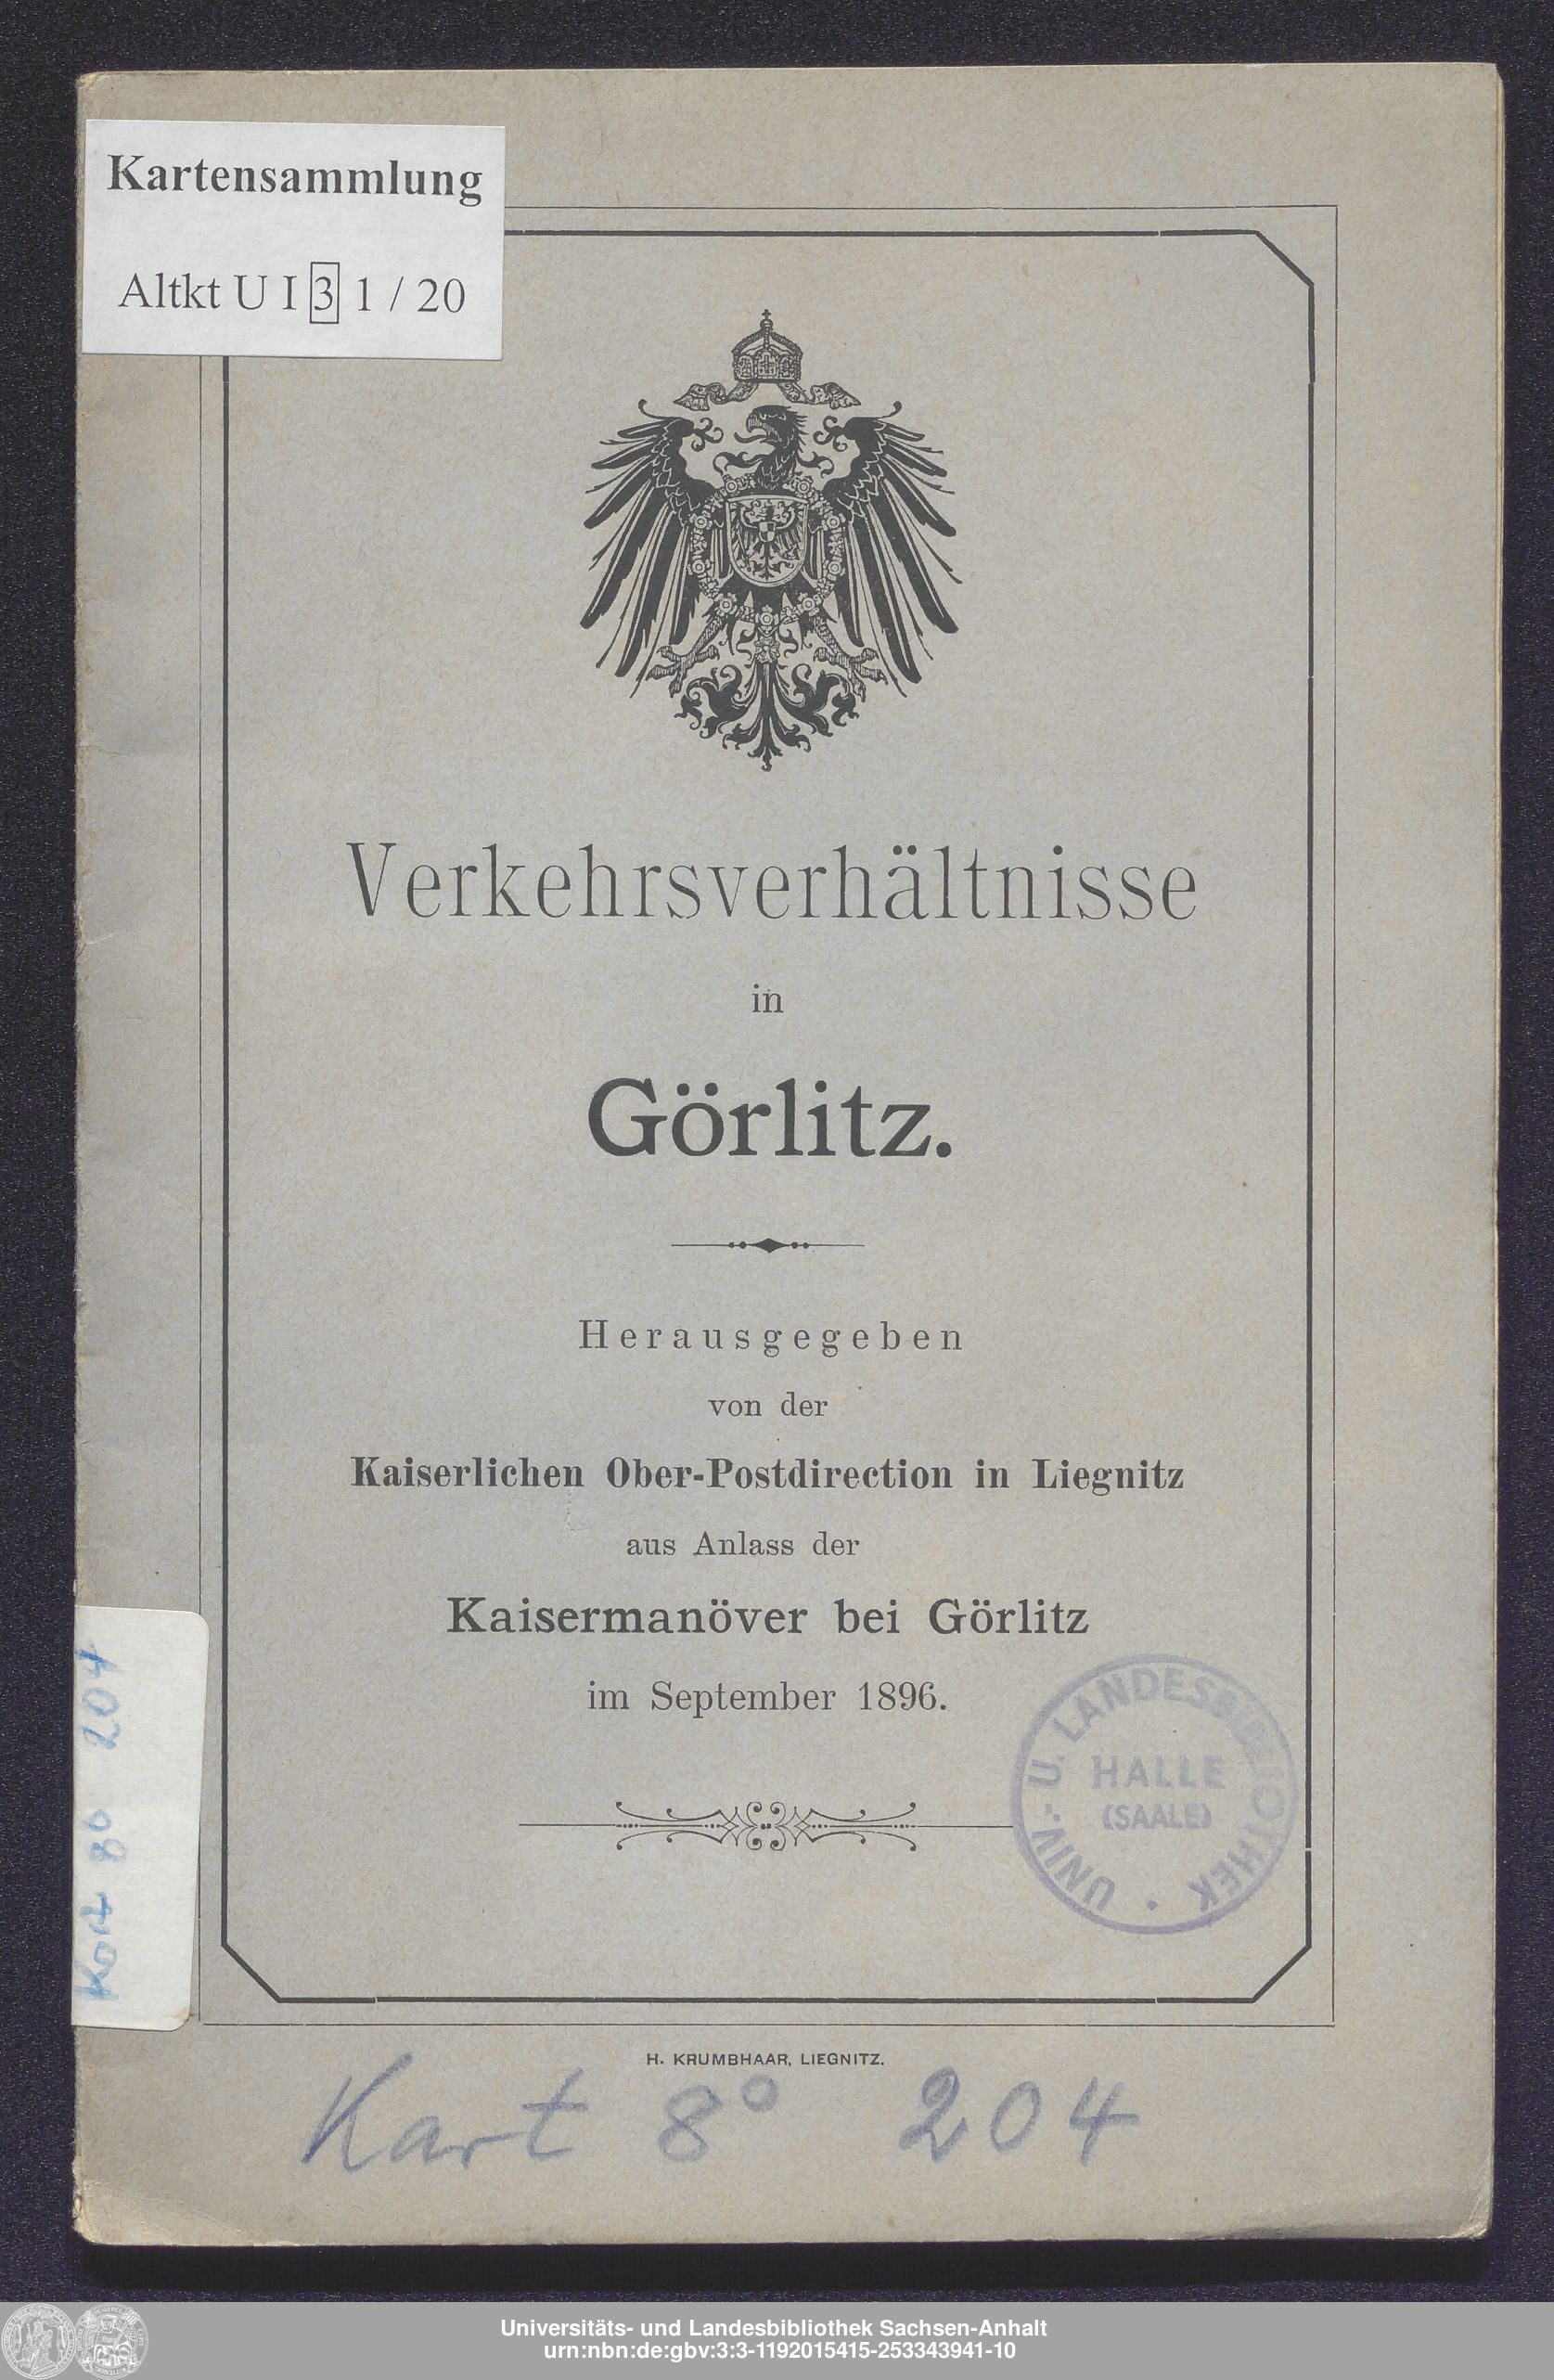 Kartensammlung
Altkt U I 3 1 / 20
Verkehrsverhältnisse
in
Görlitz.
Herausgegeben
von der
Kaiserlichen Ober-Postdirection in Liegnitz
aus Anlass der
Kaisermanöver bei Görlitz
im September 1896.
UNIV.- U. LANDESBIBLIOTHEK
HALLE
(SAALE)
Kart 8° 204
H. KRUMBHAAR, LIEGNITZ.
Kart 8° 204
Universitäts- und Landesbibliothek Sachsen-Anhalt
urn:nbn:de:gbv:3:3-1192015415-253343941-10